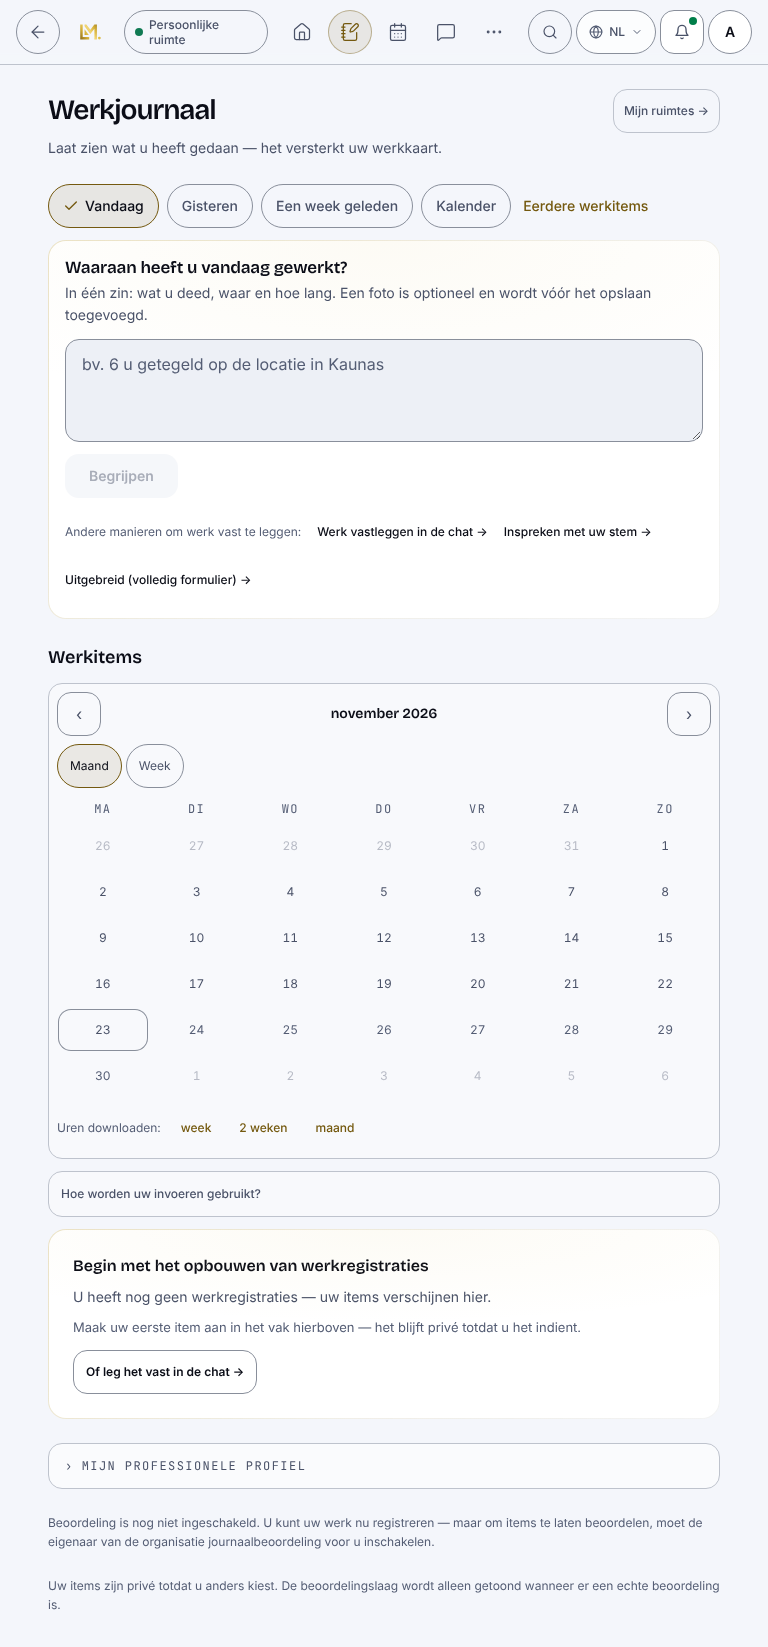 LM.
Persoonlijke
ruimte
NL
A
Werkjournaal
Mijn ruimtes →
Laat zien wat u heeft gedaan — het versterkt uw werkkaart.
Vandaag
Gisteren
Een week geleden
Kalender
Eerdere werkitems
Waaraan heeft u vandaag gewerkt?
In één zin: wat u deed, waar en hoe lang. Een foto is optioneel en wordt vóór het opslaan
toegevoegd.
bv. 6 u getegeld op de locatie in Kaunas
Begrijpen
Andere manieren om werk vast te leggen:
Werk vastleggen in de chat →
Inspreken met uw stem →
Uitgebreid (volledig formulier) →
Werkitems
‹
november 2026
›
Maand
Week
MA DI WO DO VR ZA ZO
26 27 28 29 30 31 1
2 3 4 5 6 7 8
9 10 11 12 13 14 15
16 17 18 19 20 21 22
23 24 25 26 27 28 29
30 1 2 3 4 5 6
Uren downloaden: week 2 weken maand
Hoe worden uw invoeren gebruikt?
Begin met het opbouwen van werkregistraties
U heeft nog geen werkregistraties — uw items verschijnen hier.
Maak uw eerste item aan in het vak hierboven — het blijft privé totdat u het indient.
Of leg het vast in de chat →
› MIJN PROFESSIONELE PROFIEL
Beoordeling is nog niet ingeschakeld. U kunt uw werk nu registreren — maar om items te laten beoordelen, moet de
eigenaar van de organisatie journaalbeoordeling voor u inschakelen.
Uw items zijn privé totdat u anders kiest. De beoordelingslaag wordt alleen getoond wanneer er een echte beoordeling
is.